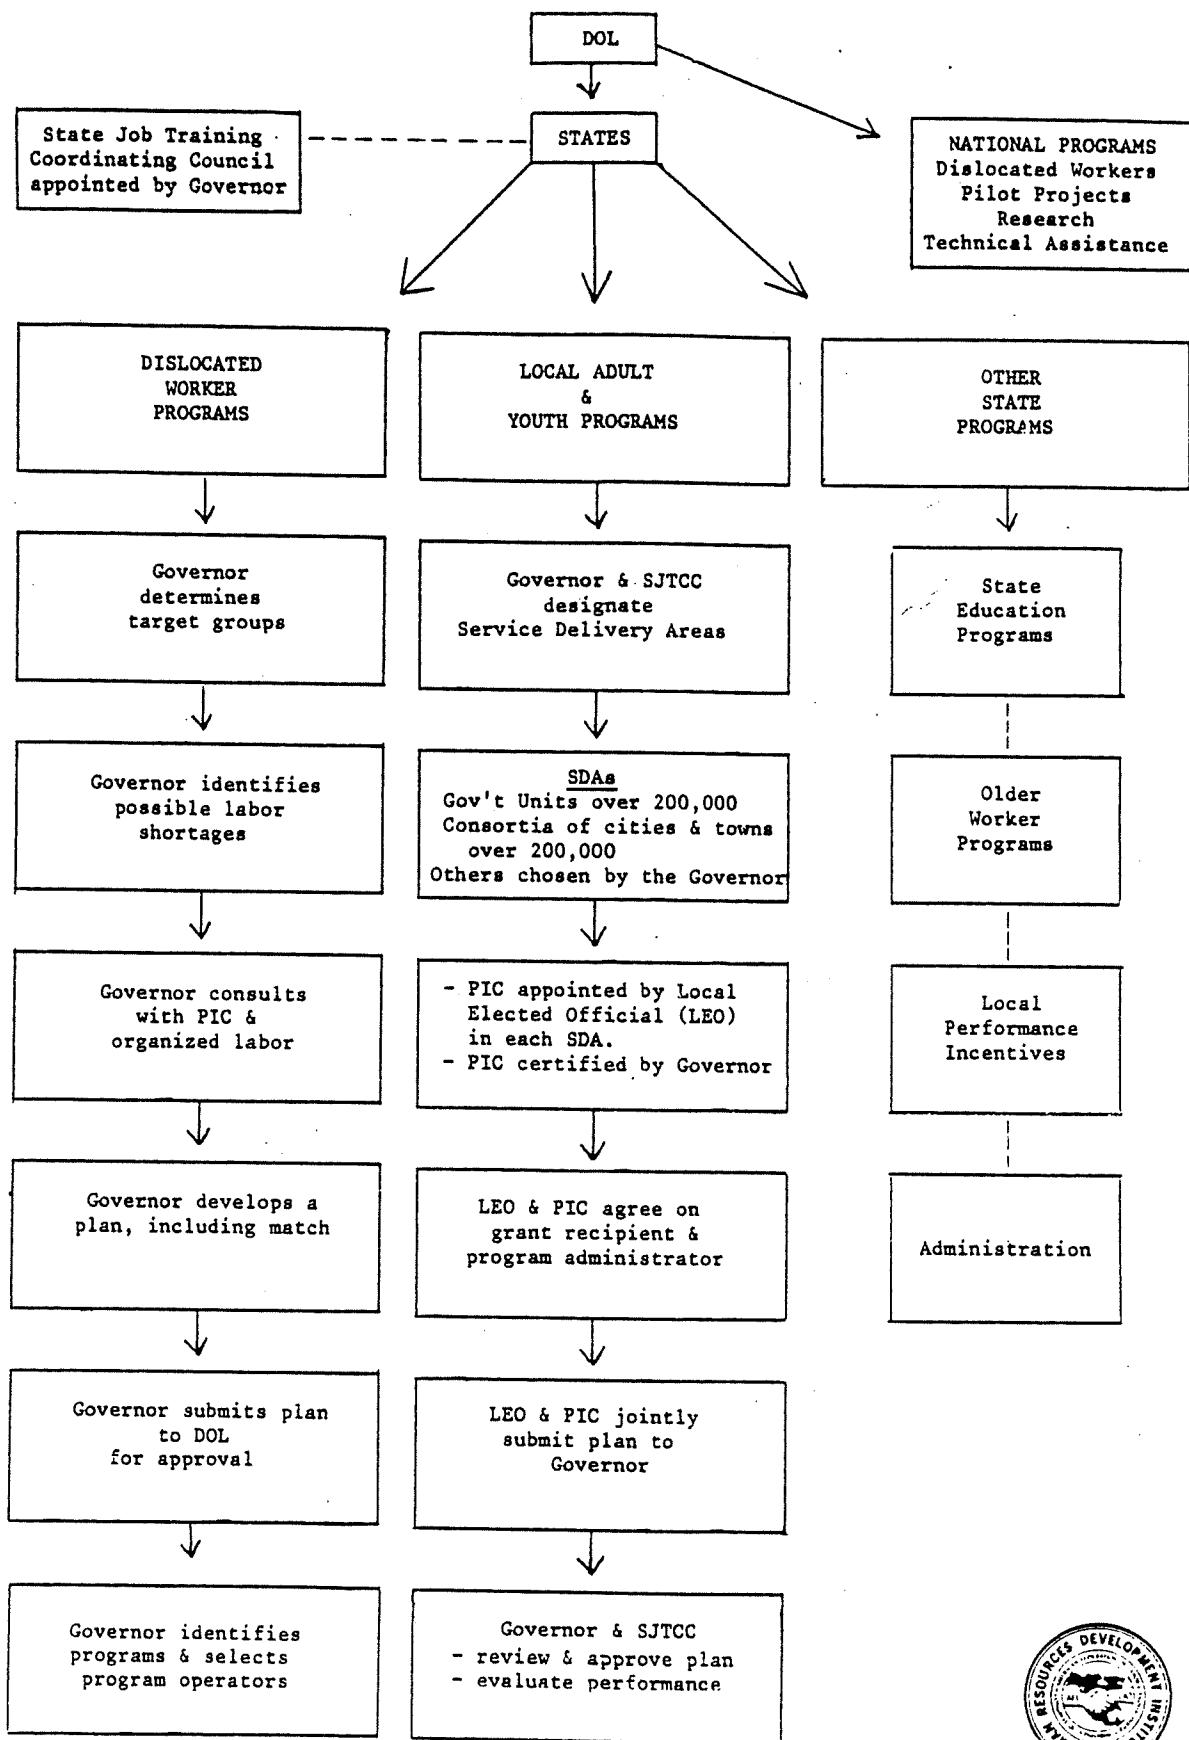 DOL
STATES
State Job Training
Coordinating Council
appointed by Governor
NATIONAL PROGRAMS
Dislocated Workers
Pilot Projects
Research
Technical Assistance
DISLOCATED
WORKER
PROGRAMS
Governor
determines
target groups
Governor identifies
possible labor
shortages
Governor consults
with PIC &
organized labor
Governor develops a
plan, including match
Governor submits plan
to DOL
for approval
Governor identifies
programs & selects
program operators
LOCAL ADULT
&
YOUTH PROGRAMS
Governor & SJTCC
designate
Service Delivery Areas
SDAs
Gov't Units over 200,000
Consortia of cities & towns
over 200,000
Others chosen by the Governor
- PIC appointed by Local
Elected Official (LEO)
in each SDA.
- PIC certified by Governor
LEO & PIC agree on
grant recipient &
program administrator
LEO & PIC jointly
submit plan to
Governor
Governor & SJTCC
- review & approve plan
- evaluate performance
OTHER
STATE
PROGRAMS
State
Education
Programs
Older
Worker
Programs
Local
Performance
Incentives
Administration
RESOURCES DEVELOPMENT